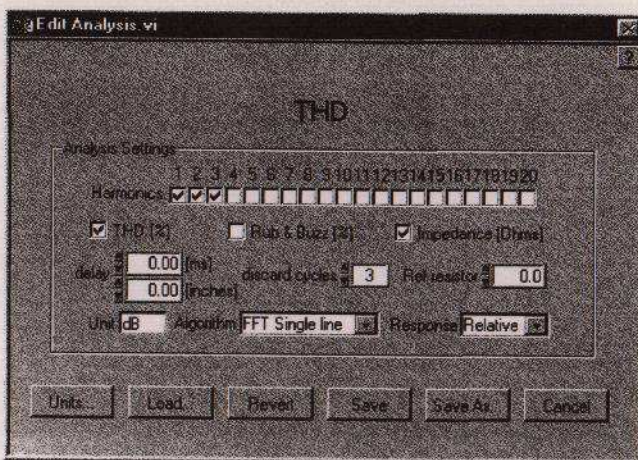 Edit Analysis.vi
?
THD
Analysis Settings
1 2 3 4 5 6 7 8 9 10 11 12 13 14 15 16 17 18 19 20
Harmonics
THD [%] Rub & Buzz [%] Impedance [Ohms]
delay 0.00 [ms] discard cycles 3 Ref resistor 0.0
0.00 [inches]
Unit dB Algorithm FFT Single line Response Relative
Units... Load... Revert Save Save As.. Cancel